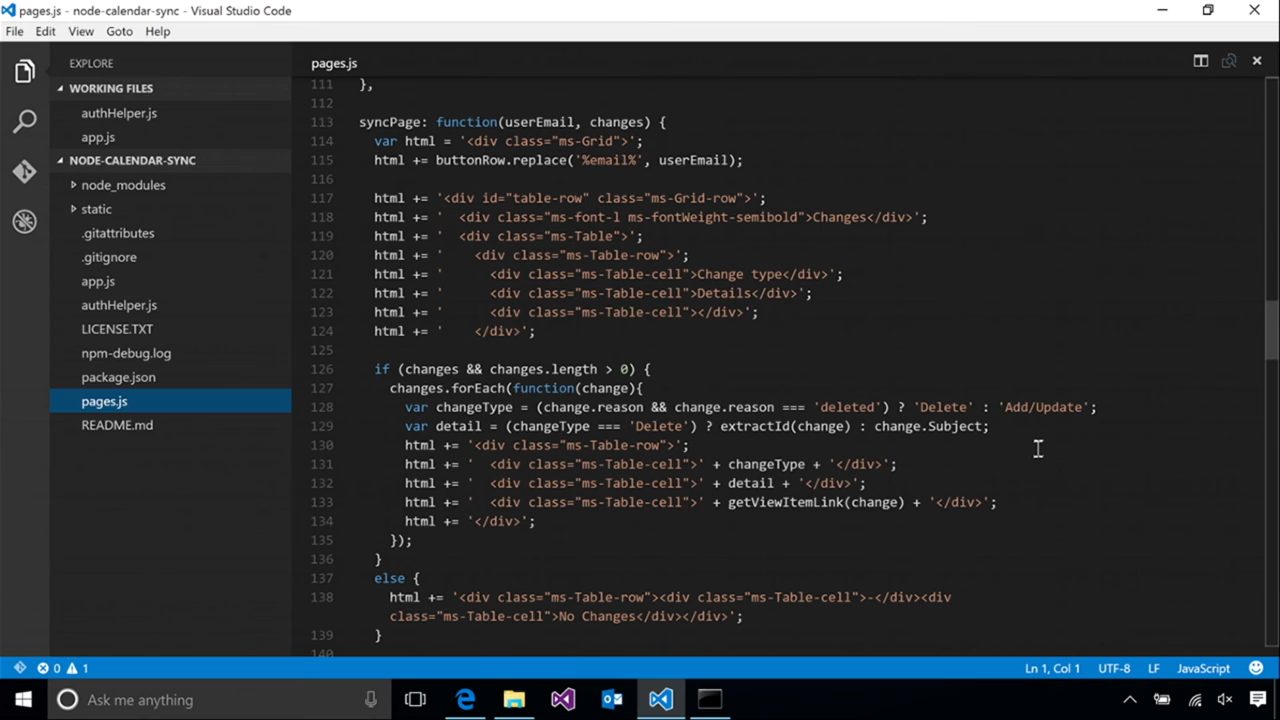 pages.js - node-calendar-sync - Visual Studio Code
File Edit View Goto Help
EXPLORE
WORKING FILES
authHelper.js
app.js
NODE-CALENDAR-SYNC
node_modules
static
.gitattributes
.gitignore
app.js
authHelper.js
LICENSE.TXT
npm-debug.log
package.json
pages.js
README.md
pages.js
111 },
112
113 syncPage: function(userEmail, changes) {
114 var html = '<div class="ms-Grid">';
115 html += buttonRow.replace('%email%', userEmail);
116
117 html += '<div id="table-row" class="ms-Grid-row">';
118 html += '  <div class="ms-font-l ms-fontWeight-semibold">Changes</div>';
119 html += '  <div class="ms-Table">';
120 html += '    <div class="ms-Table-row">';
121 html += '      <div class="ms-Table-cell">Change type</div>';
122 html += '      <div class="ms-Table-cell">Details</div>';
123 html += '      <div class="ms-Table-cell"></div>';
124 html += '    </div>';
125
126 if (changes && changes.length > 0) {
127 changes.forEach(function(change){
128 var changeType = (change.reason && change.reason === 'deleted') ? 'Delete' : 'Add/Update';
129 var detail = (changeType === 'Delete') ? extractId(change) : change.Subject;
130 html += '<div class="ms-Table-row">';
131 html += '  <div class="ms-Table-cell">' + changeType + '</div>';
132 html += '  <div class="ms-Table-cell">' + detail + '</div>';
133 html += '  <div class="ms-Table-cell">' + getViewItemLink(change) + '</div>';
134 html += '</div>';
135 });
136 }
137 else {
138 html += '<div class="ms-Table-row"><div class="ms-Table-cell">-</div><div
class="ms-Table-cell">No Changes</div></div>';
139 }
140
0 1
Ln 1, Col 1 UTF-8 LF JavaScript
Ask me anything